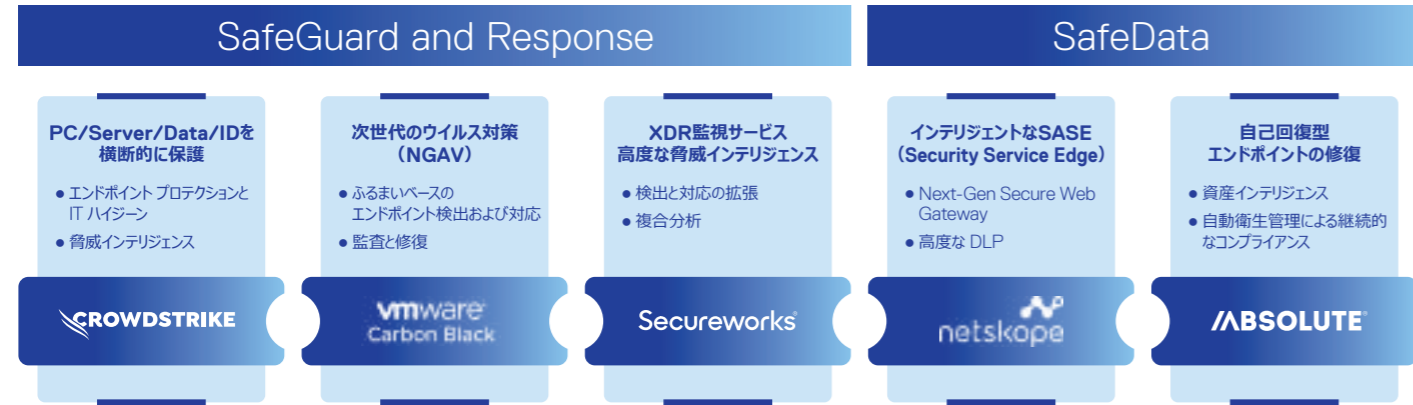 SafeGuard and Response
SafeData
PC/Server/Data/IDを
横断的に保護
● エンドポイント プロテクションと
IT ハイジーン
● 脅威インテリジェンス
CROWDSTRIKE
次世代のウイルス対策
（NGAV）
● ふるまいベースの
エンドポイント検出および対応
● 監査と修復
vmware®
Carbon Black
XDR監視サービス
高度な脅威インテリジェンス
● 検出と対応の拡張
● 複合分析
Secureworks®
インテリジェントなSASE
（Security Service Edge）
● Next-Gen Secure Web
Gateway
● 高度な DLP
netskope
自己回復型
エンドポイントの修復
● 資産インテリジェンス
● 自動衛生管理による継続的
なコンプライアンス
ABSOLUTE®